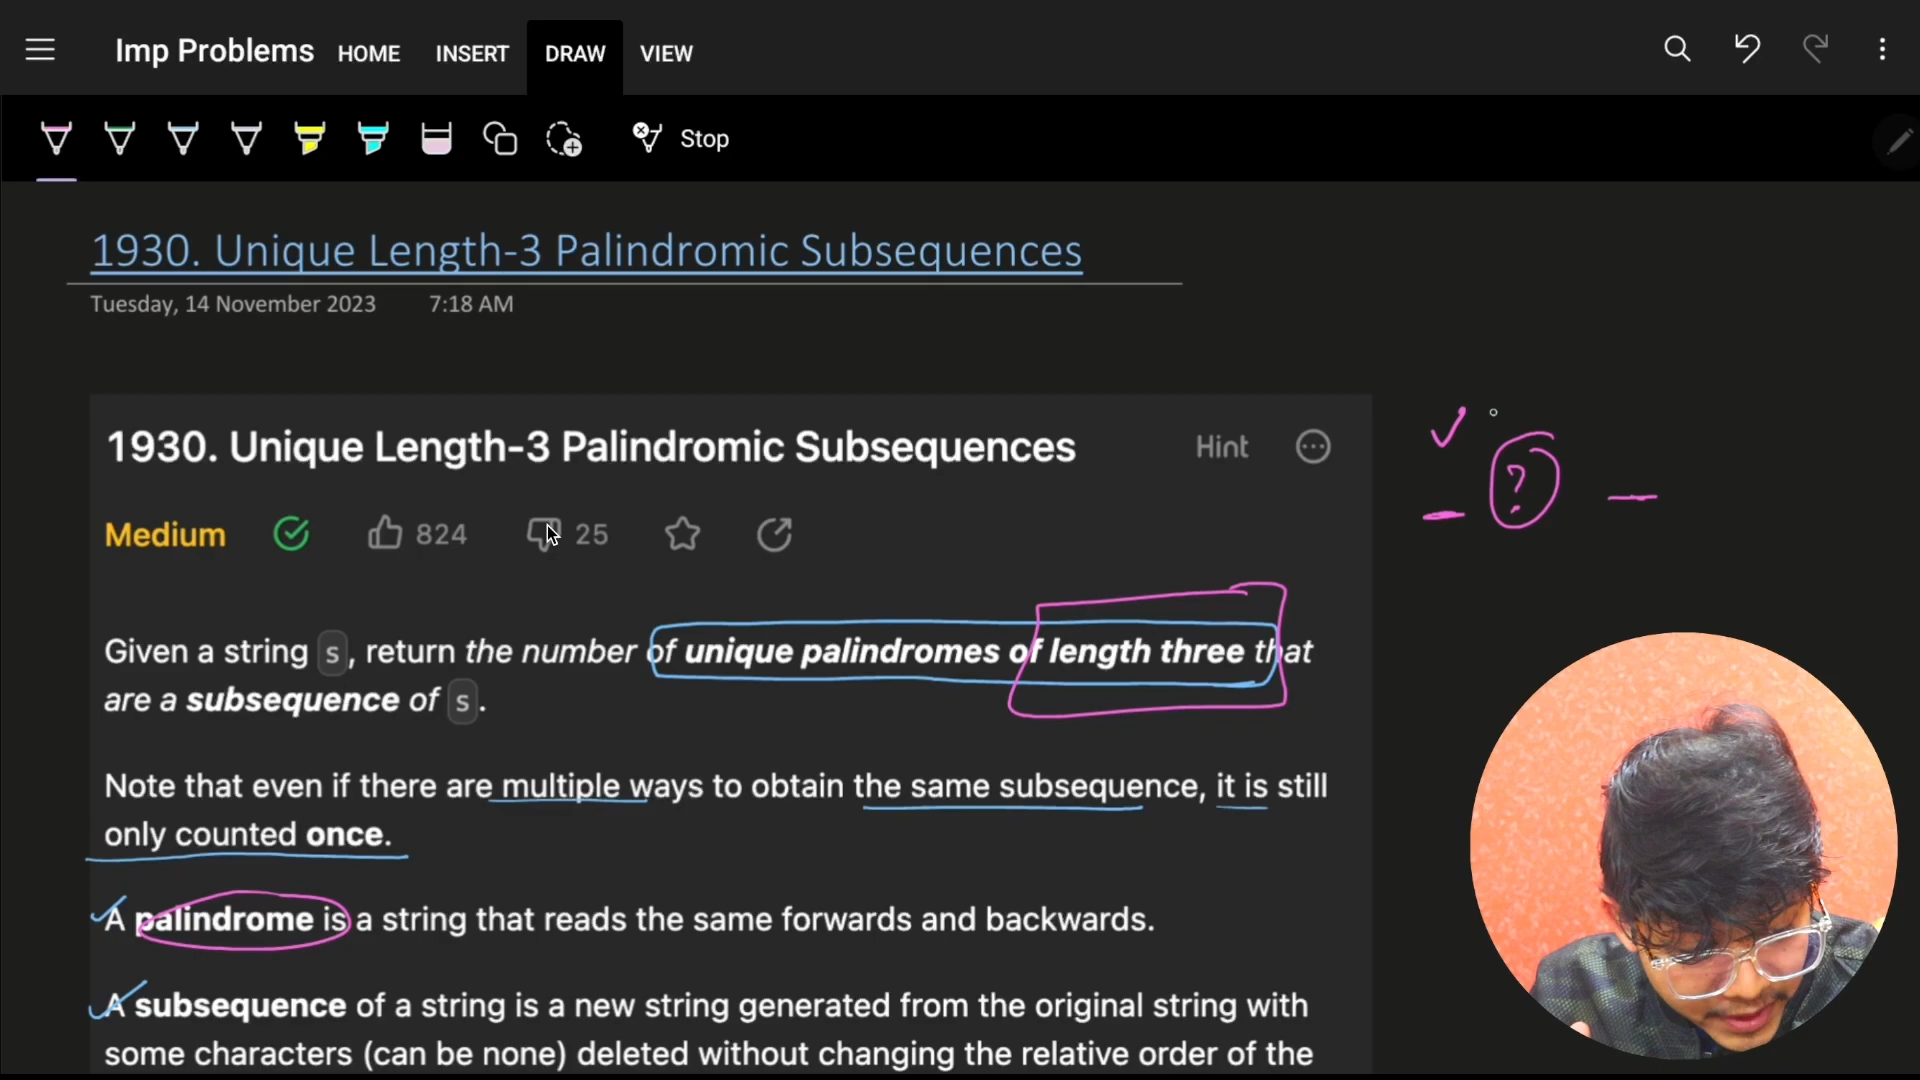 Imp Problems HOME INSERT DRAW VIEW
Stop
1930. Unique Length-3 Palindromic Subsequences
Tuesday, 14 November 2023 7:18 AM
1930. Unique Length-3 Palindromic Subsequences Hint
Medium 824 25
?
Given a string s, return the number of unique palindromes of length three that
are a subsequence of s.
Note that even if there are multiple ways to obtain the same subsequence, it is still
only counted once.
A palindrome is a string that reads the same forwards and backwards.
A subsequence of a string is a new string generated from the original string with
some characters (can be none) deleted without changing the relative order of the